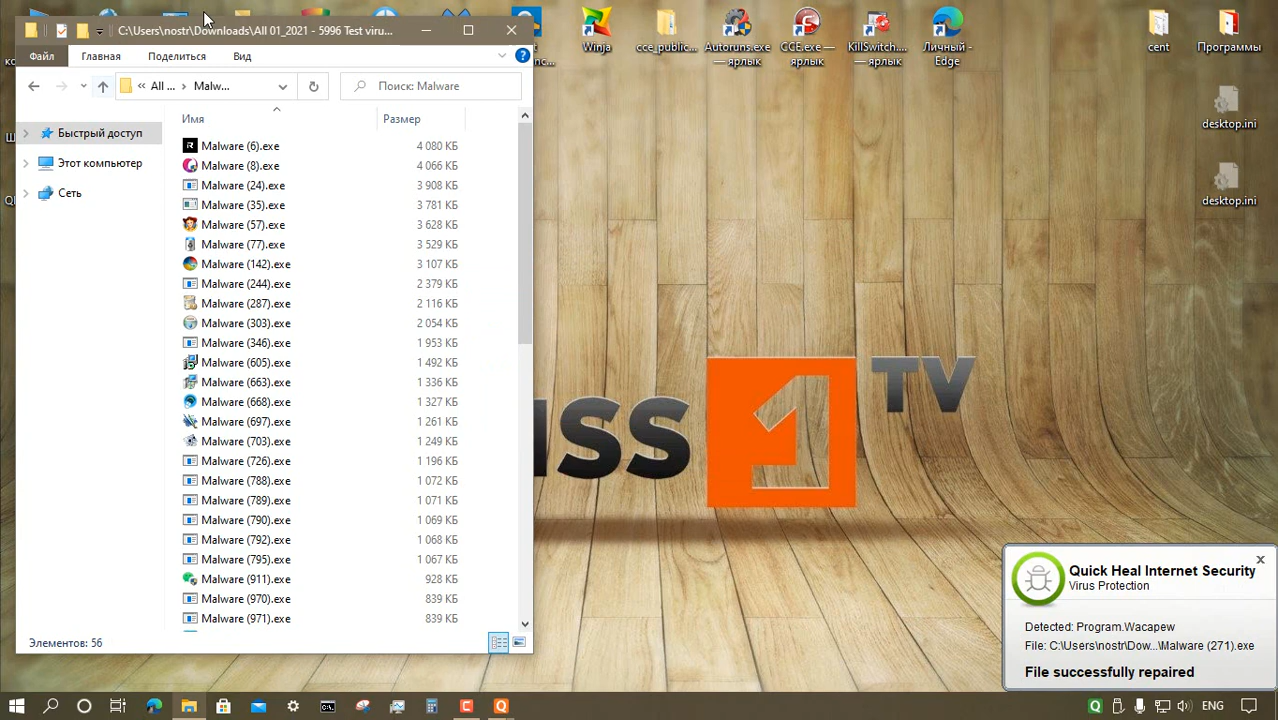 C:\Users\nostr\Downloads\All 01_2021 - 5996 Test viru...
Файл
Главная
Поделиться
Вид
« All ... › Malw...
Поиск: Malware
Имя
Размер
Быстрый доступ
Этот компьютер
Сеть
Malware (6).exe 4 080 КБ
Malware (8).exe 4 066 КБ
Malware (24).exe 3 908 КБ
Malware (35).exe 3 781 КБ
Malware (57).exe 3 628 КБ
Malware (77).exe 3 529 КБ
Malware (142).exe 3 107 КБ
Malware (244).exe 2 379 КБ
Malware (287).exe 2 116 КБ
Malware (303).exe 2 054 КБ
Malware (346).exe 1 953 КБ
Malware (605).exe 1 492 КБ
Malware (663).exe 1 336 КБ
Malware (668).exe 1 327 КБ
Malware (697).exe 1 261 КБ
Malware (703).exe 1 249 КБ
Malware (726).exe 1 196 КБ
Malware (788).exe 1 072 КБ
Malware (789).exe 1 071 КБ
Malware (790).exe 1 069 КБ
Malware (792).exe 1 068 КБ
Malware (795).exe 1 067 КБ
Malware (911).exe 928 КБ
Malware (970).exe 839 КБ
Malware (971).exe 839 КБ
Элементов: 56
Winja
cce_public...
Autoruns.exe
— ярлык
CCE.exe —
ярлык
KillSwitch....
— ярлык
Личный -
Edge
cent
Программы
desktop.ini
desktop.ini
ISS
1
TV
Quick Heal Internet Security
Virus Protection
Detected: Program.Wacapew
File: C:\Users\nostr\Dow...\Malware (271).exe
File successfully repaired
ENG